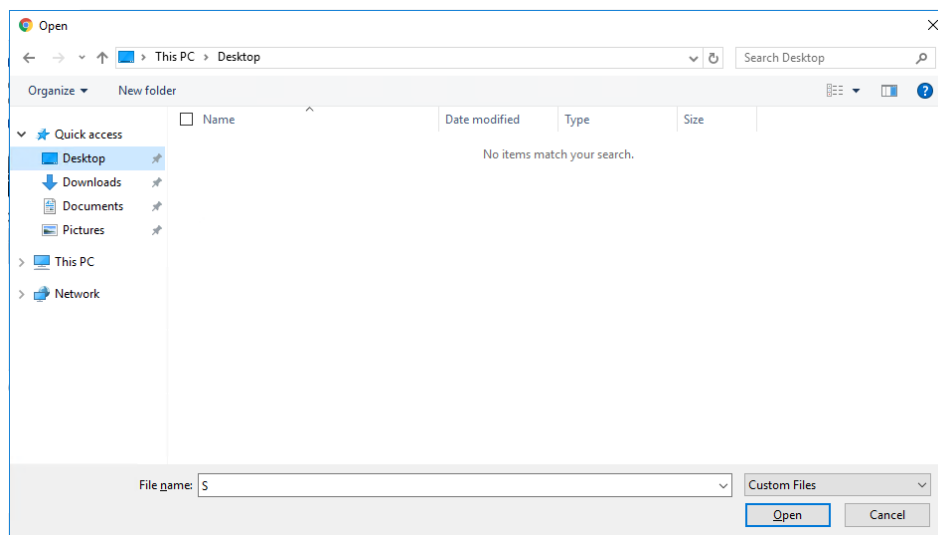 Open
This PC > Desktop
Search Desktop
Organize
New folder
Name
Date modified
Type
Size
Quick access
No items match your search.
Desktop
Downloads
Documents
Pictures
This PC
Network
File name: S
Custom Files
Open
Cancel